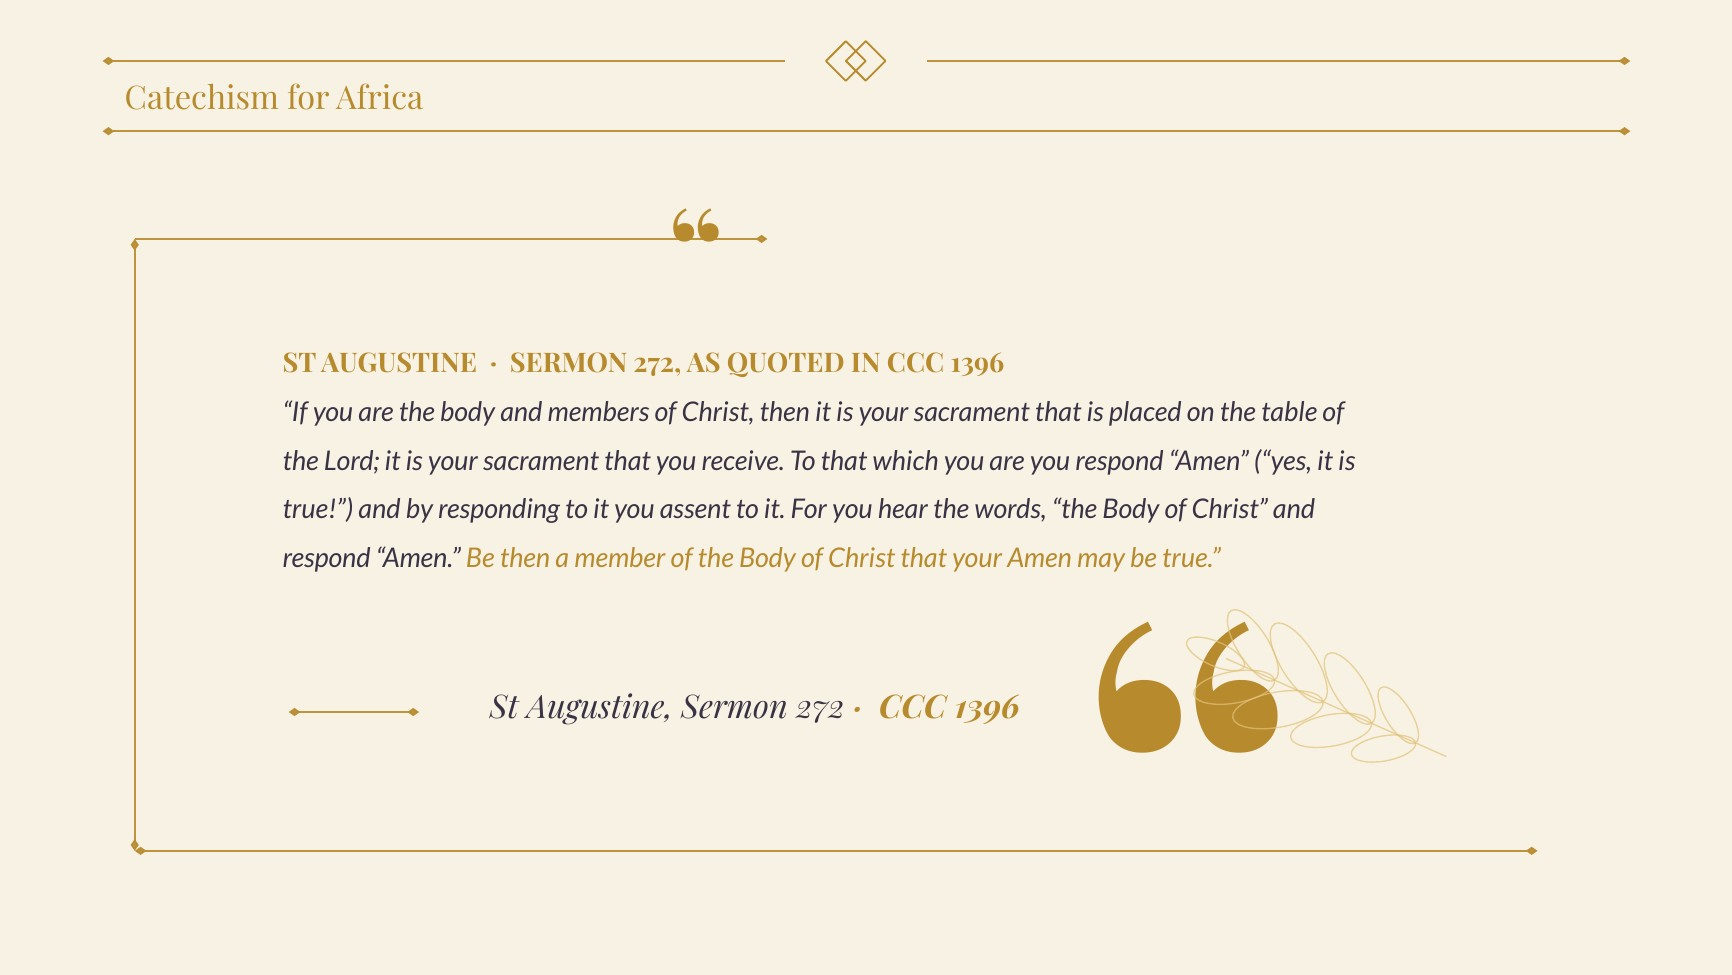 Catechism for Africa
“
ST AUGUSTINE · SERMON 272, AS QUOTED IN CCC 1396
“If you are the body and members of Christ, then it is your sacrament that is placed on the table of
the Lord; it is your sacrament that you receive. To that which you are you respond “Amen” (“yes, it is
true!”) and by responding to it you assent to it. For you hear the words, “the Body of Christ” and
respond “Amen.” Be then a member of the Body of Christ that your Amen may be true.”
St Augustine, Sermon 272 · CCC 1396
“